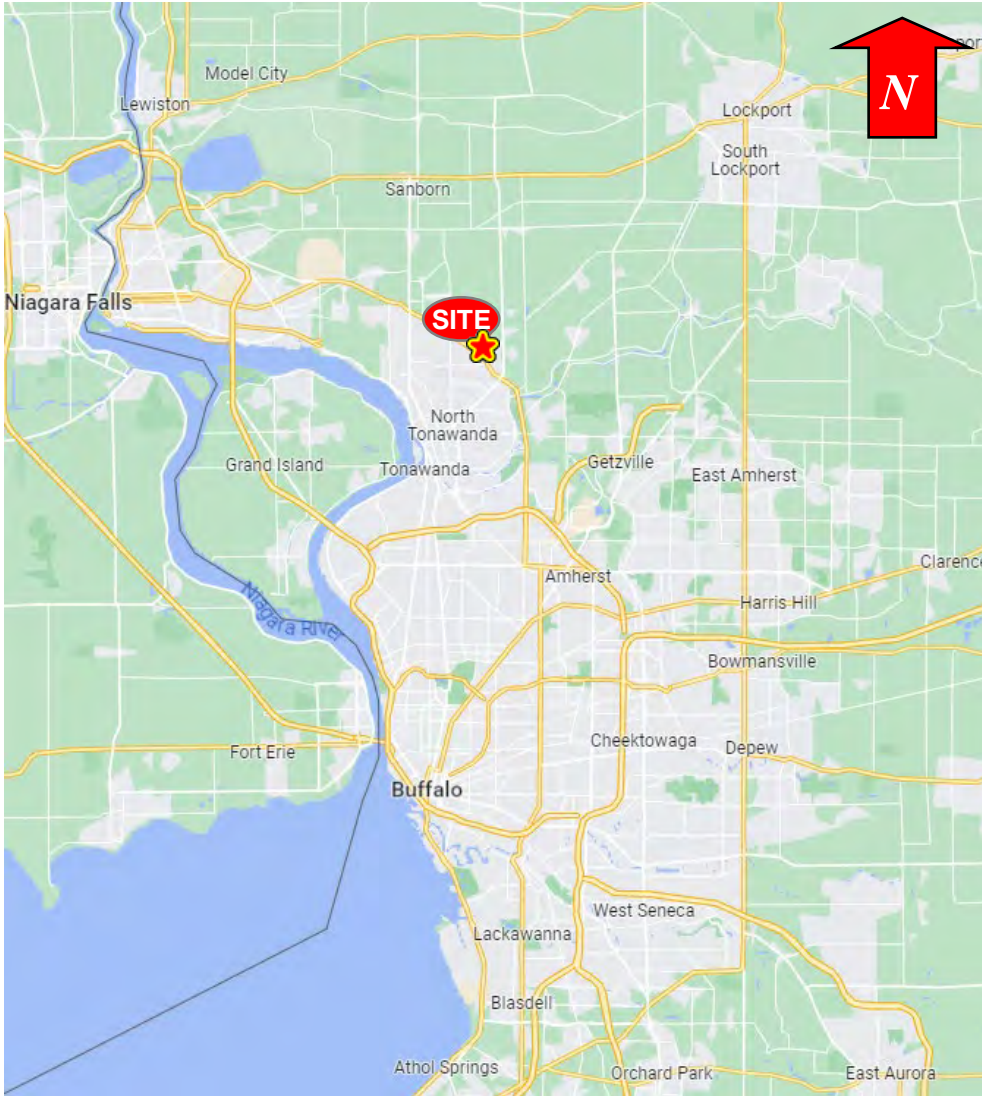 Model City
Lewiston
Lockport
N
South
Lockport
Sanborn
Niagara Falls
SITE
North
Tonawanda
Grand Island
Tonawanda
Getzville
East Amherst
Clarence
Amherst
Harris Hill
Niagara River
Bowmansville
Cheektowaga
Depew
Fort Erie
Buffalo
West Seneca
Lackawanna
Blasdell
Athol Springs
Orchard Park
East Aurora